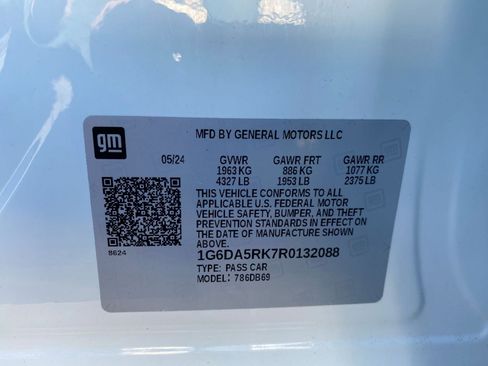 gm
MFD BY GENERAL MOTORS LLC
05/24 GVWR GAWR FRT GAWR RR
1963 KG 886 KG 1077 KG
4327 LB 1953 LB 2375 LB
THIS VEHICLE CONFORMS TO ALL
APPLICABLE U.S. FEDERAL MOTOR
VEHICLE SAFETY, BUMPER, AND THEFT
PREVENTION STANDARDS IN EFFECT ON
THE DATE OF MANUFACTURE SHOWN
ABOVE.
8624
1G6DA5RK7R0132088
TYPE: PASS CAR
MODEL: 786DB69